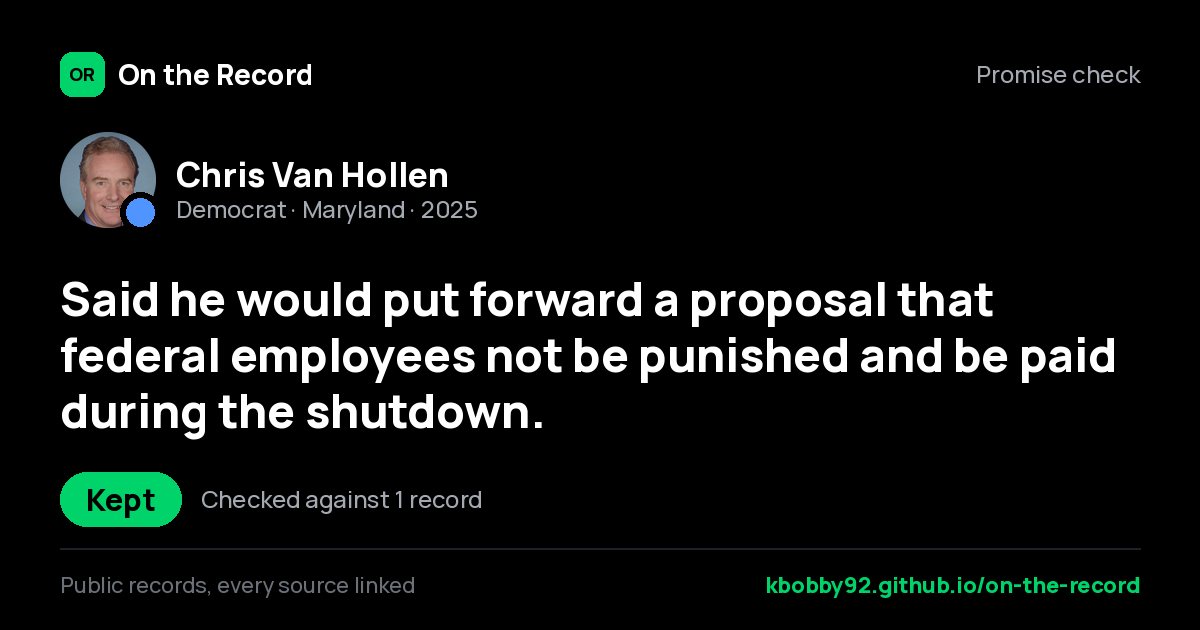 OR On the Record
Promise check
Chris Van Hollen
Democrat · Maryland · 2025
Said he would put forward a proposal that
federal employees not be punished and be paid
during the shutdown.
Kept
Checked against 1 record
Public records, every source linked
kbobby92.github.io/on-the-record